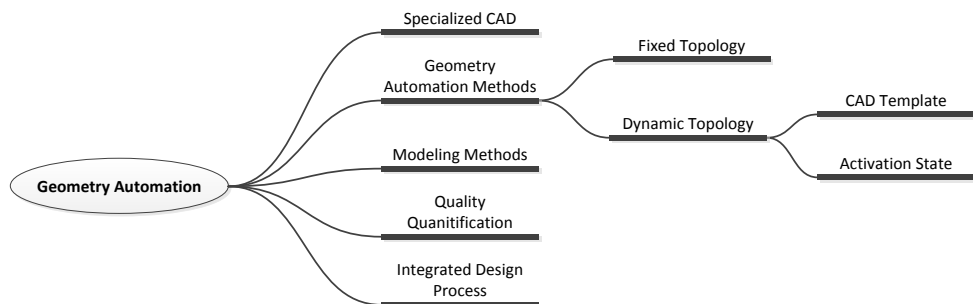 Specialized CAD
Geometry
Automation Methods
Fixed Topology
Dynamic Topology
CAD Template
Activation State
Modeling Methods
Geometry Automation
Quality
Quanitification
Integrated Design
Process